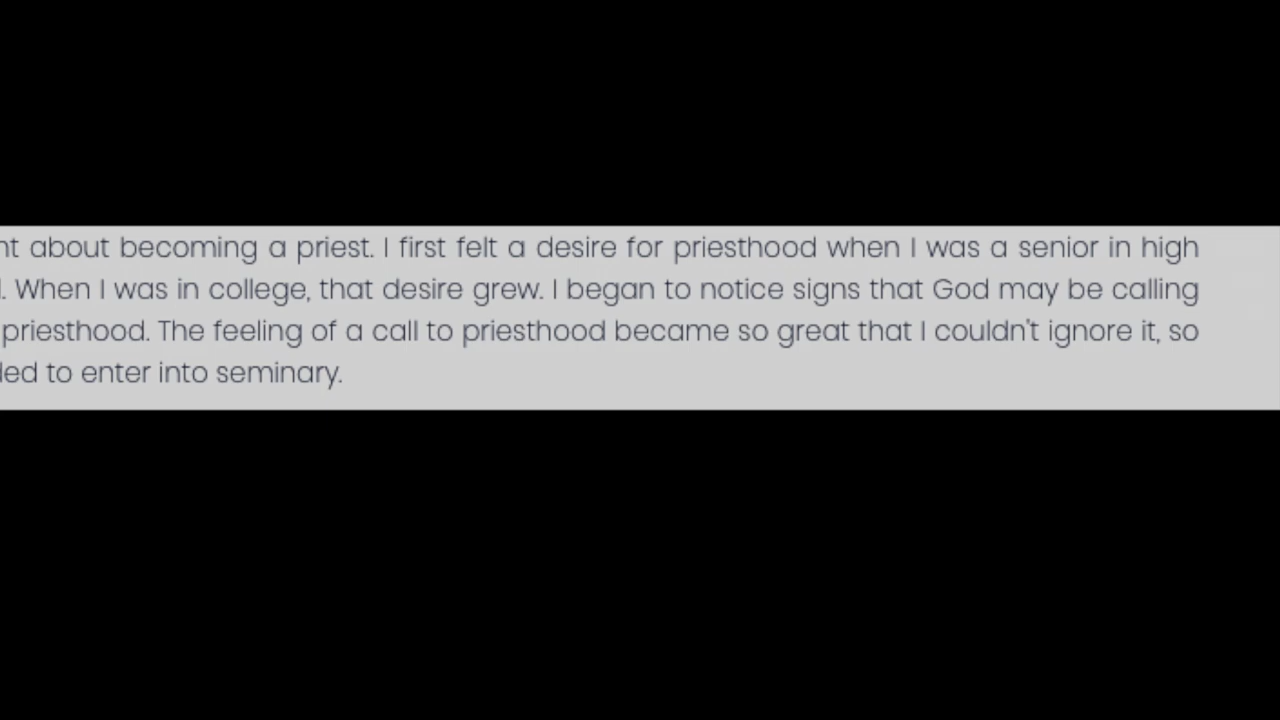 about becoming a priest. I first felt a desire for priesthood when I was a senior in high
. When I was in college, that desire grew. I began to notice signs that God may be calling
priesthood. The feeling of a call to priesthood became so great that I couldn't ignore it, so
to enter into seminary.